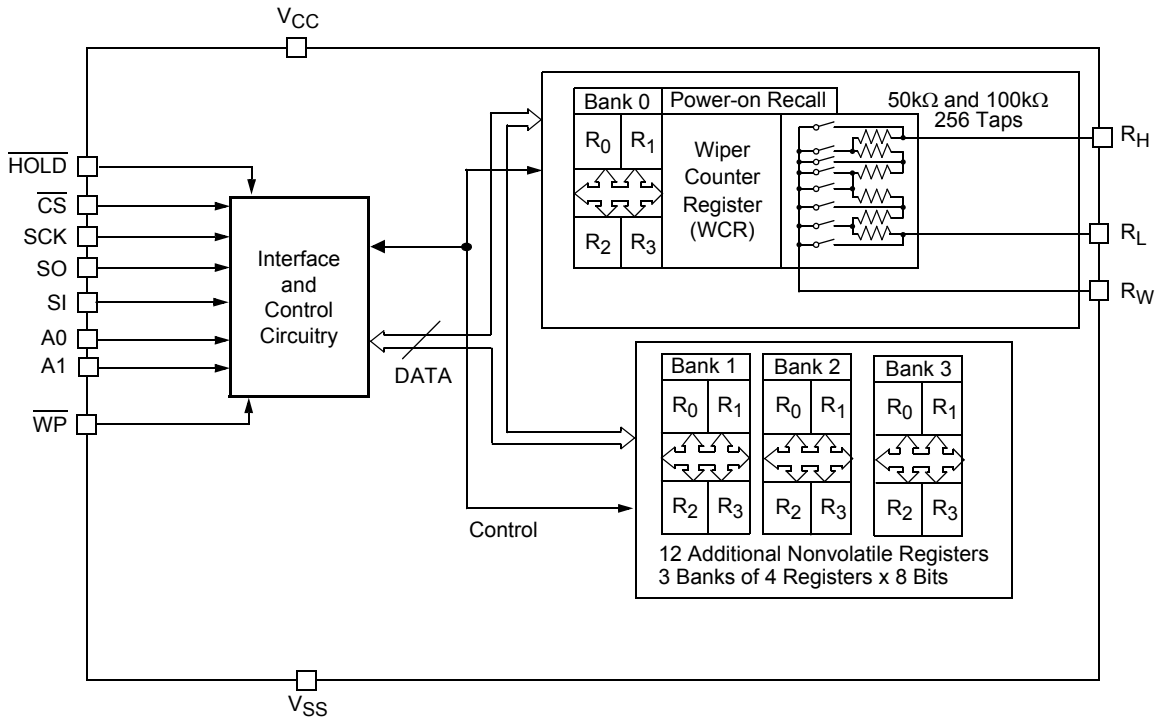 VCC
Bank 0
Power-on Recall
50kΩ and 100kΩ
256 Taps
R0
R1
R2
R3
Wiper
Counter
Register
(WCR)
RH
RL
RW
HOLD
CS
SCK
SO
SI
A0
A1
WP
Interface
and
Control
Circuitry
DATA
Control
Bank 1
R0
R1
R2
R3
Bank 2
R0
R1
R2
R3
Bank 3
R0
R1
R2
R3
12 Additional Nonvolatile Registers
3 Banks of 4 Registers x 8 Bits
VSS